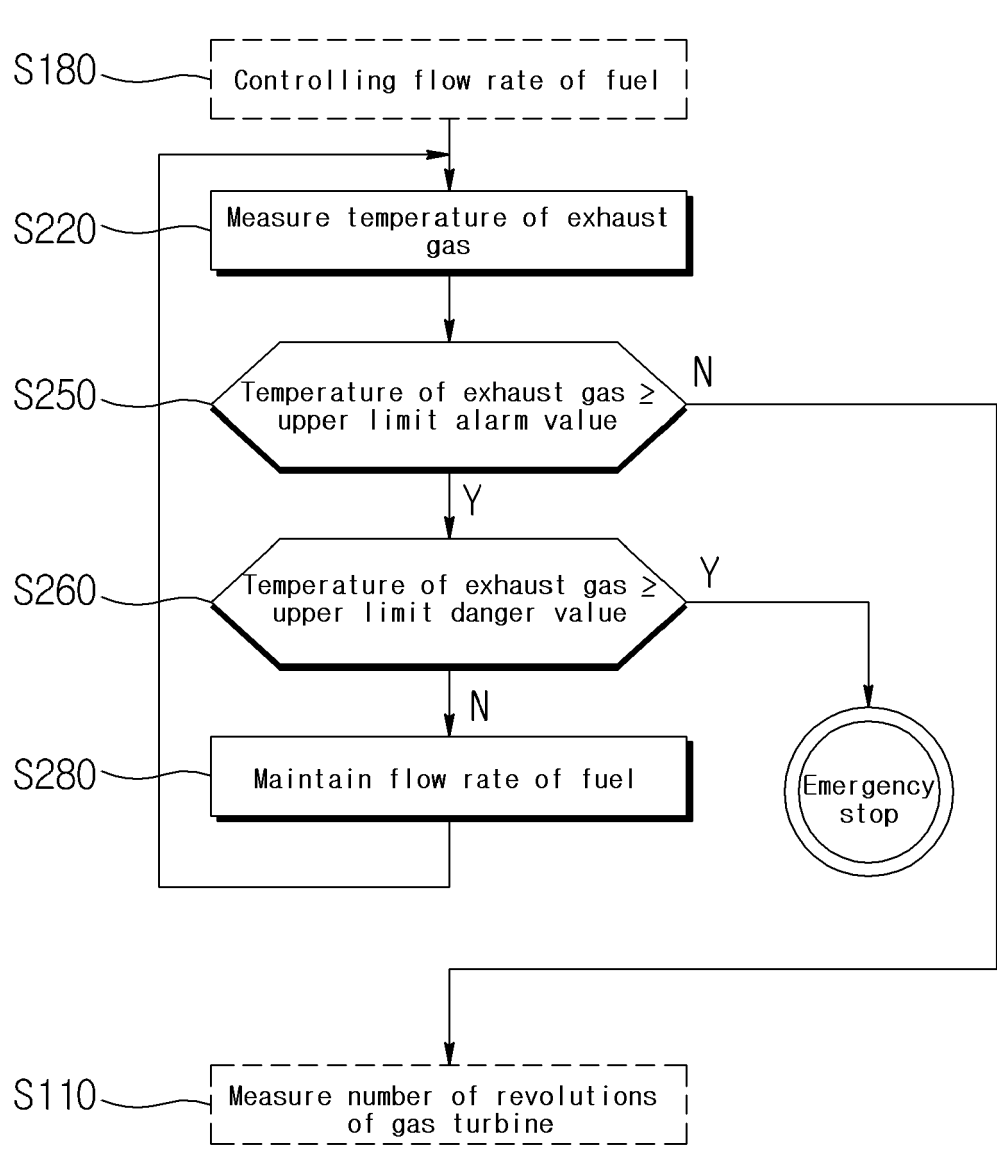 S180
Controlling flow rate of fuel
S220
Measure temperature of exhaust
gas
S250
Temperature of exhaust gas ≥
upper limit alarm value
N
Y
S260
Temperature of exhaust gas ≥
upper limit danger value
Y
N
S280
Maintain flow rate of fuel
Emergency
stop
S110
Measure number of revolutions
of gas turbine